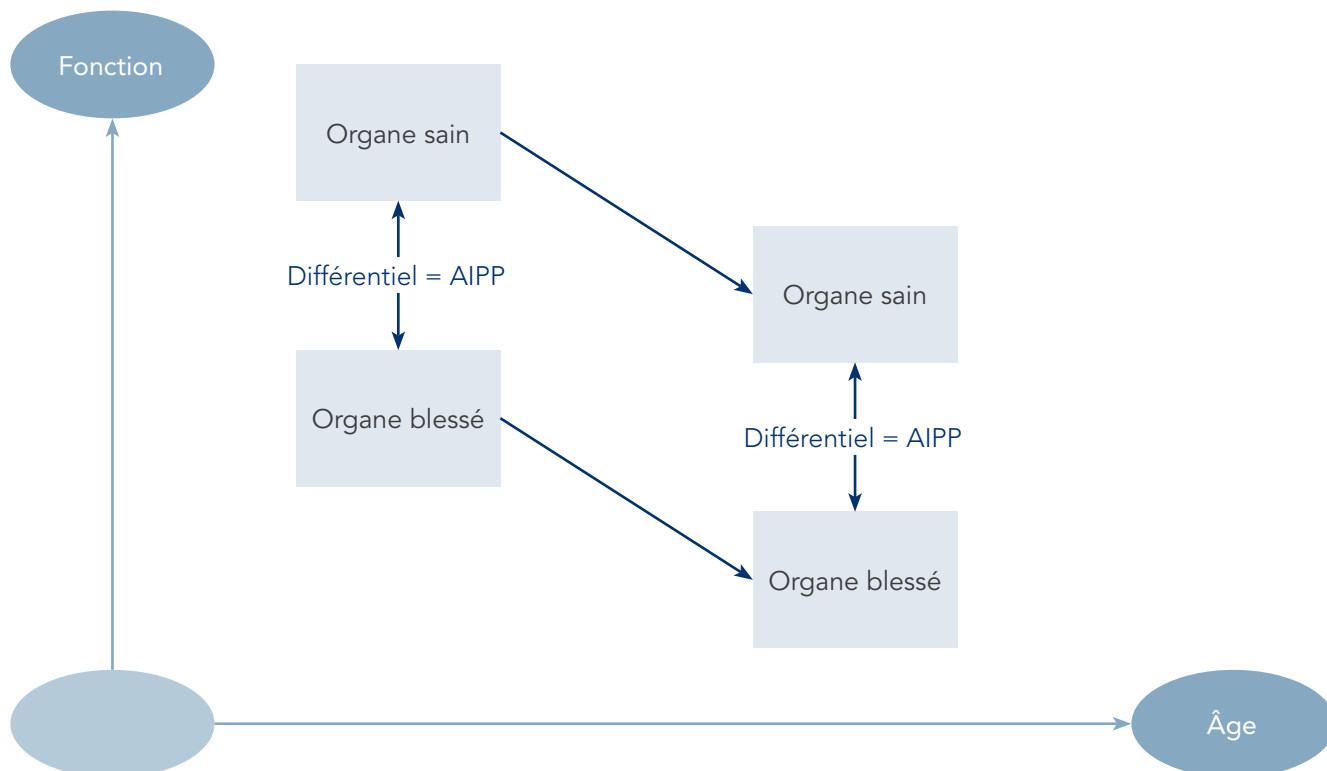 Fonction
Organe sain
Différentiel = AIPP
Organe sain
Organe blessé
Différentiel = AIPP
Organe blessé
Âge